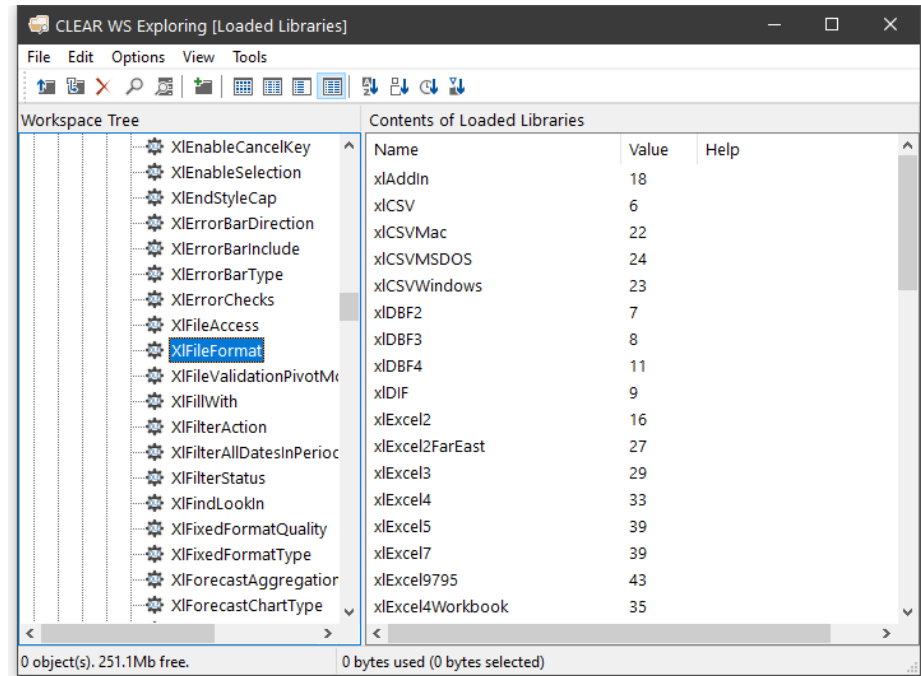 CLEAR WS Exploring [Loaded Libraries]
File Edit Options View Tools
Workspace Tree
XlEnableCancelKey
XlEnableSelection
XlEndStyleCap
XlErrorBarDirection
XlErrorBarInclude
XlErrorBarType
XlErrorChecks
XlFileAccess
XlFileFormat
XlFileValidationPivotMo
XlFillWith
XlFilterAction
XlFilterAllDatesInPeriod
XlFilterStatus
XlFindLookIn
XlFixedFormatQuality
XlFixedFormatType
XlForecastAggregation
XlForecastChartType
Contents of Loaded Libraries
Name Value Help
xlAddIn 18
xlCSV 6
xlCSVMac 22
xlCSVMSDOS 24
xlCSVWindows 23
xlDBF2 7
xlDBF3 8
xlDBF4 11
xlDIF 9
xlExcel2 16
xlExcel2FarEast 27
xlExcel3 29
xlExcel4 33
xlExcel5 39
xlExcel7 39
xlExcel9795 43
xlExcel4Workbook 35
0 object(s). 251.1Mb free.
0 bytes used (0 bytes selected)